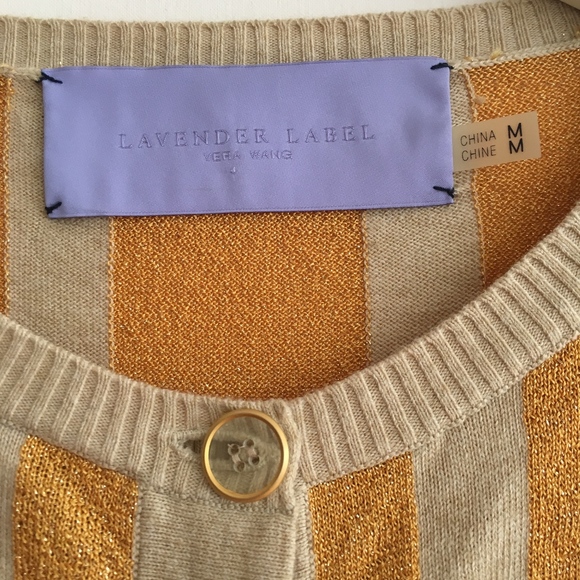 LAVENDER LABEL
VERA WANG
CHINA M
CHINE M